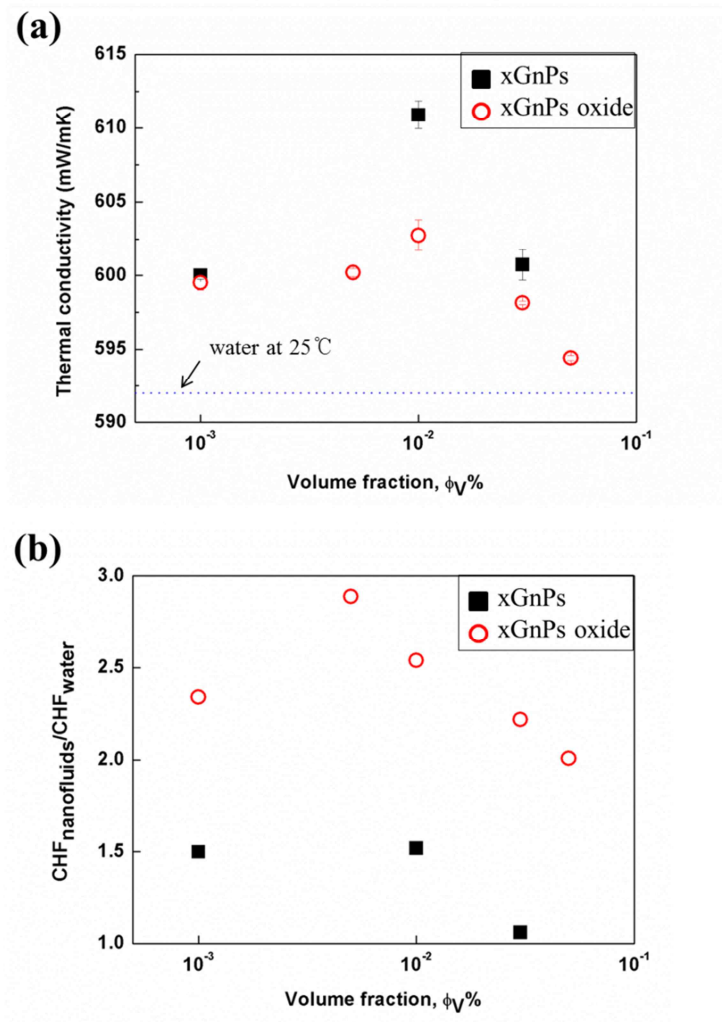 (a)
615
610
605
600
595
590
Thermal conductivity (mW/mK)
xGnPs
xGnPs oxide
water at 25℃
10⁻³
10⁻²
10⁻¹
Volume fraction, ϕV%
(b)
3.0
2.5
2.0
1.5
1.0
CHFnanofluids/CHFwater
xGnPs
xGnPs oxide
10⁻³
10⁻²
10⁻¹
Volume fraction, ϕV%